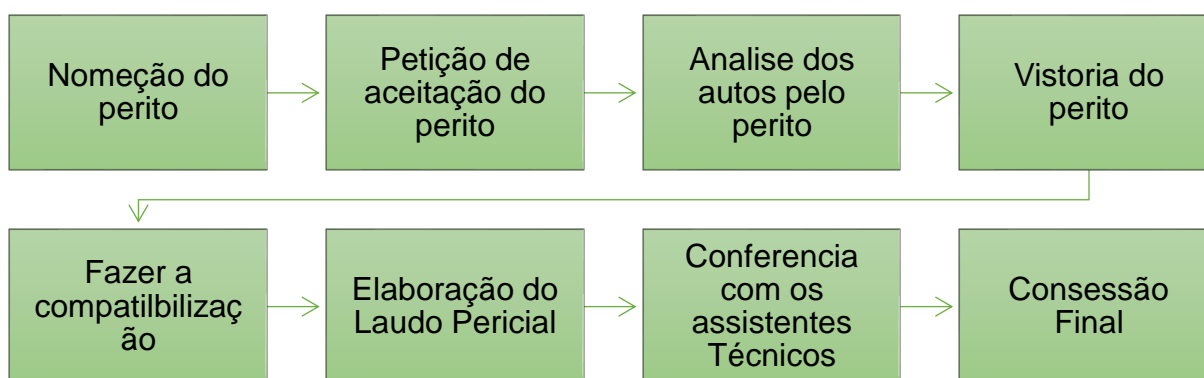 Nomeção do
perito
Petição de
aceitação do
perito
Analise dos
autos pelo
perito
Vistoria do
perito
Fazer a
compatilbilizaç
ão
Elaboração do
Laudo Pericial
Conferencia
com os
assistentes
Técnicos
Consessão
Final